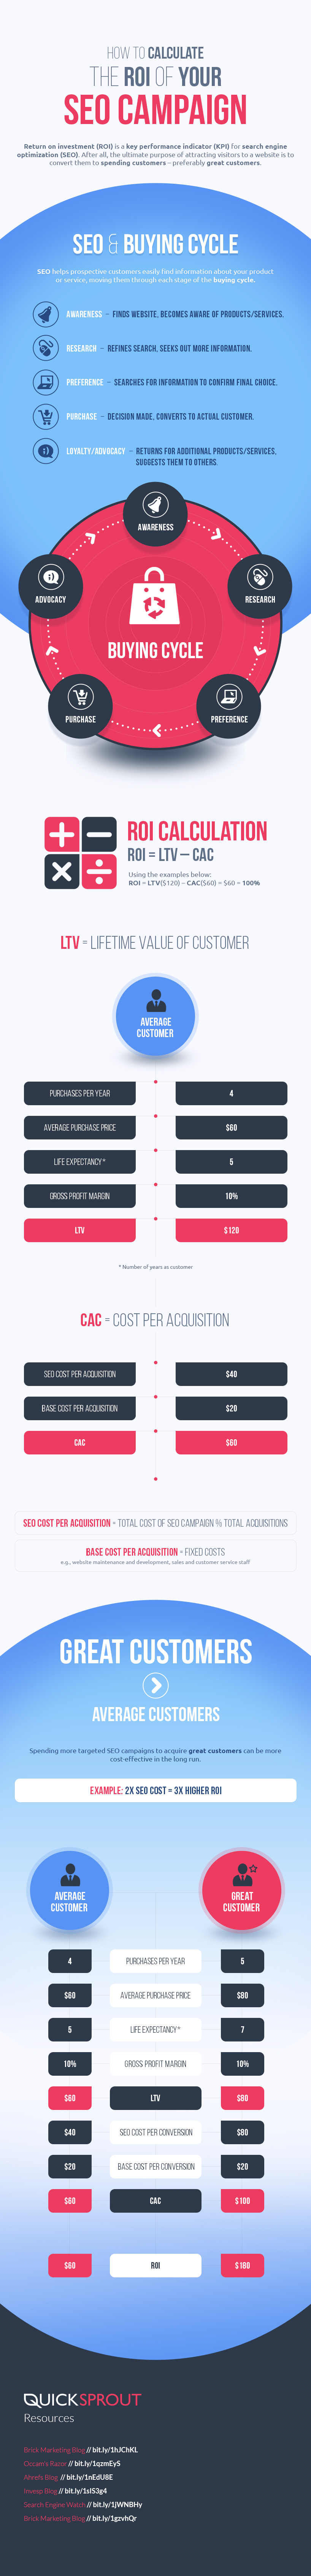 HOW TO CALCULATE
THE ROI OF YOUR
SEO CAMPAIGN
Return on investment (ROI) is a key performance indicator (KPI) for search engine
optimization (SEO). After all, the ultimate purpose of attracting visitors to a website is to
convert them to spending customers – preferably great customers.
SEO & BUYING CYCLE
SEO helps prospective customers easily find information about your product
or service, moving them through each stage of the buying cycle.
AWARENESS – FINDS WEBSITE, BECOMES AWARE OF PRODUCTS/SERVICES.
RESEARCH – REFINES SEARCH, SEEKS OUT MORE INFORMATION.
PREFERENCE – SEARCHES FOR INFORMATION TO CONFIRM FINAL CHOICE.
PURCHASE – DECISION MADE, CONVERTS TO ACTUAL CUSTOMER.
LOYALTY/ADVOCACY – RETURNS FOR ADDITIONAL PRODUCTS/SERVICES,
SUGGESTS THEM TO OTHERS.
AWARENESS
ADVOCACY
RESEARCH
BUYING CYCLE
PURCHASE
PREFERENCE
ROI CALCULATION
ROI = LTV – CAC
Using the examples below:
ROI = LTV($120) – CAC($60) = $60 = 100%
LTV = LIFETIME VALUE OF CUSTOMER
AVERAGE
CUSTOMER
PURCHASES PER YEAR 4
AVERAGE PURCHASE PRICE $60
LIFE EXPECTANCY* 5
GROSS PROFIT MARGIN 10%
LTV $120
* Number of years as customer
CAC = COST PER ACQUISITION
SEO COST PER ACQUISITION $40
BASE COST PER ACQUISITION $20
CAC $60
SEO COST PER ACQUISITION = TOTAL COST OF SEO CAMPAIGN % TOTAL ACQUISITIONS
BASE COST PER ACQUISITION = FIXED COSTS
e.g., website maintenance and development, sales and customer service staff
GREAT CUSTOMERS
AVERAGE CUSTOMERS
Spending more targeted SEO campaigns to acquire great customers can be more
cost-effective in the long run.
EXAMPLE: 2X SEO COST = 3X HIGHER ROI
AVERAGE
CUSTOMER
GREAT
CUSTOMER
4 PURCHASES PER YEAR 5
$60 AVERAGE PURCHASE PRICE $80
5 LIFE EXPECTANCY* 7
10% GROSS PROFIT MARGIN 10%
$60 LTV $80
$40 SEO COST PER CONVERSION $80
$20 BASE COST PER CONVERSION $20
$60 CAC $100
$60 ROI $180
QUICKSPROUT
Resources
Brick Marketing Blog // bit.ly/1hJChKL
Occam's Razor // bit.ly/1qzmEyS
Ahrefs Blog // bit.ly/1nEdU8E
Invesp Blog // bit.ly/1sIS3g4
Search Engine Watch // bit.ly/1jWNBHy
Brick Marketing Blog // bit.ly/1gzvhQr